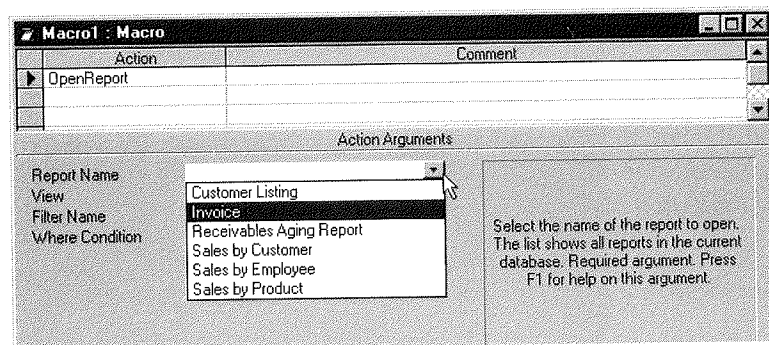 Macro1 : Macro
Action Comment
OpenReport
Action Arguments
Report Name
View
Filter Name
Where Condition
Customer Listing
Invoice
Receivables Aging Report
Sales by Customer
Sales by Employee
Sales by Product
Select the name of the report to open.
The list shows all reports in the current
database. Required argument. Press
F1 for help on this argument.